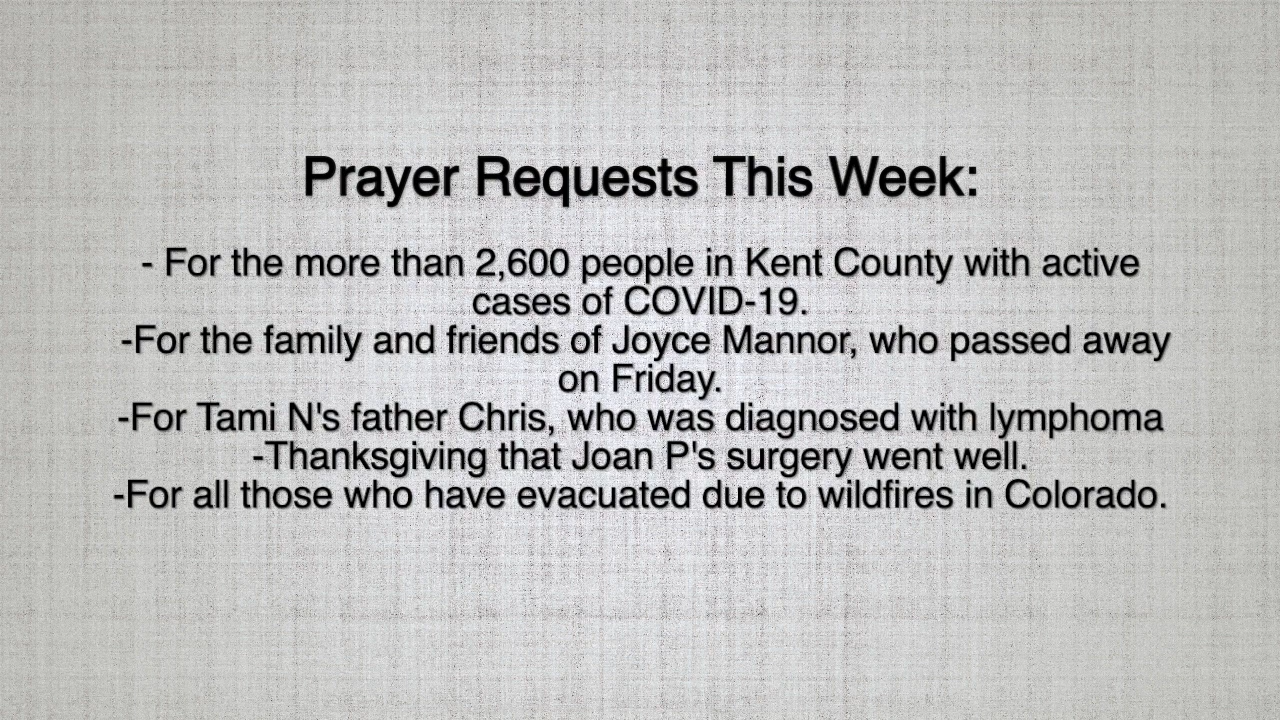 Prayer Requests This Week:
- For the more than 2,600 people in Kent County with active
cases of COVID-19.
-For the family and friends of Joyce Mannor, who passed away
on Friday.
-For Tami N's father Chris, who was diagnosed with lymphoma
-Thanksgiving that Joan P's surgery went well.
-For all those who have evacuated due to wildfires in Colorado.